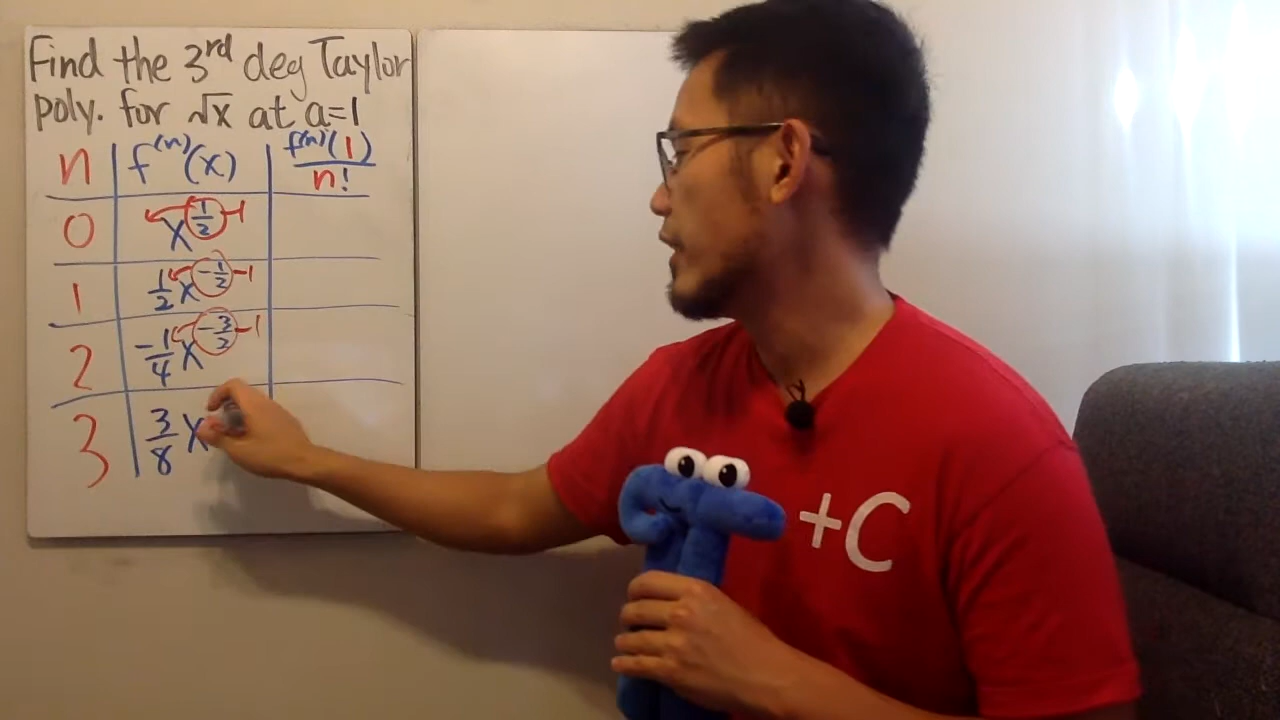 Find the 3rd deg Taylor
poly. for √x at a=1
n f^(n)(x) f^(n)(1)/n!
0 x^(1/2) -1
1 1/2 x^(-1/2) -1
2 -1/4 x^(-3/2) -1
3 3/8 x
+C